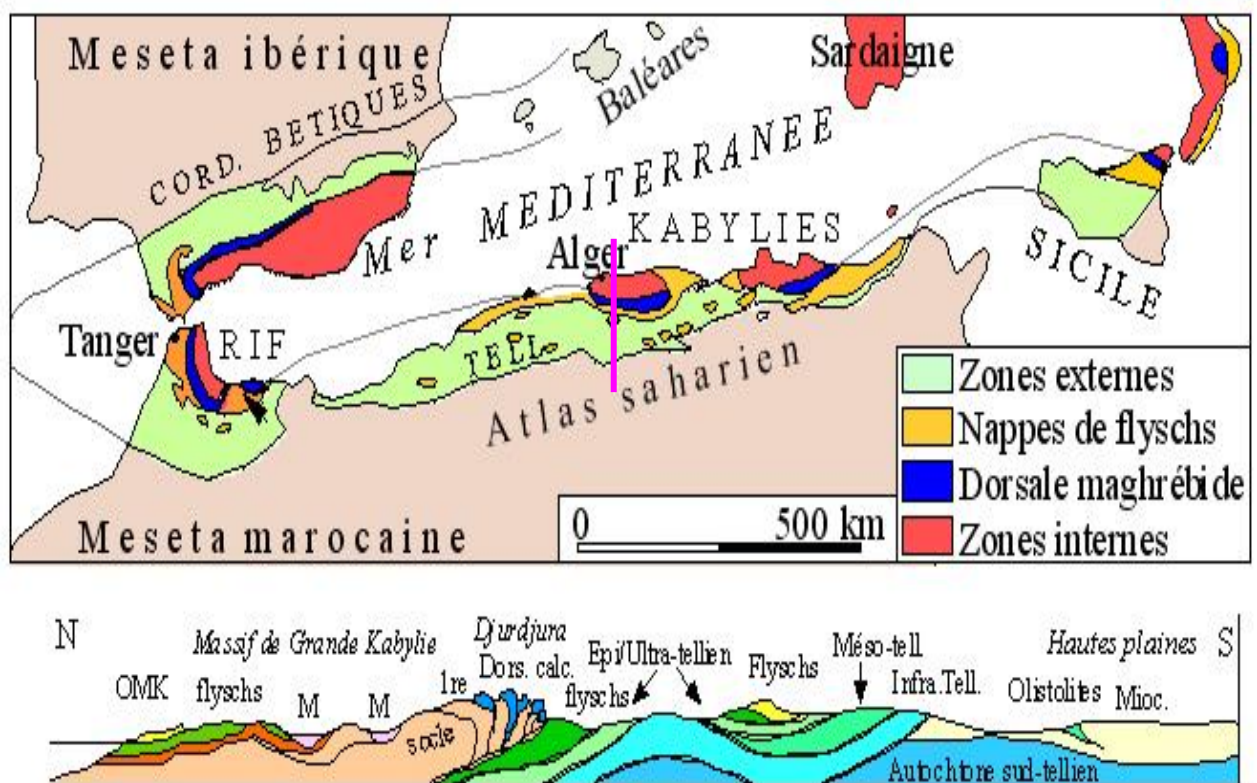 Meseta ibérique
CORD. BETIQUES
Baléares
Sardaigne
Mer MEDITERRANEE
Alger
KABYLIES
SICILE
Tanger
RIF
TELL
Atlas saharien
Meseta marocaine
0 500 km
Zones externes
Nappes de flyschs
Dorsale maghrébide
Zones internes
N
S
OMK
Massif de Grande Kabylie
flyschs
M
M
1re
Djurdjura
Dors. calc.
flyschs
Epi/Ultra-tellien
Flyschs
Méso-tell.
Infra.Tell.
Hautes plaines
Olistolites
Mioc.
socle
Autochtone sud-tellien